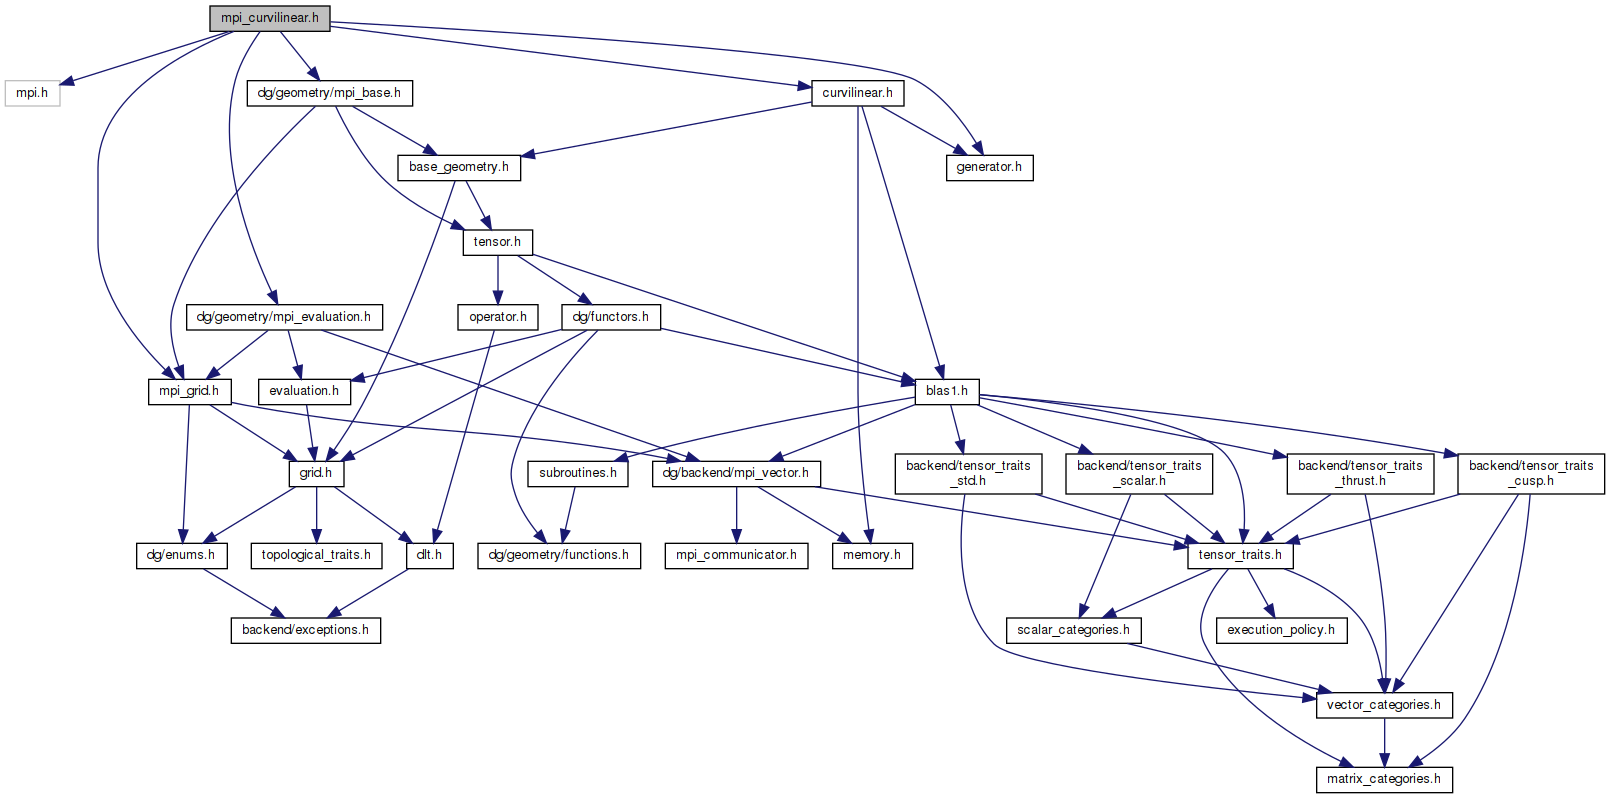 mpi_curvilinear.h
mpi.h
dg/geometry/mpi_base.h
curvilinear.h
base_geometry.h
generator.h
tensor.h
dg/geometry/mpi_evaluation.h
operator.h
dg/functors.h
mpi_grid.h
evaluation.h
blas1.h
grid.h
subroutines.h
dg/backend/mpi_vector.h
backend/tensor_traits
_std.h
backend/tensor_traits
_scalar.h
backend/tensor_traits
_thrust.h
backend/tensor_traits
_cusp.h
dg/enums.h
topological_traits.h
dlt.h
dg/geometry/functions.h
mpi_communicator.h
memory.h
tensor_traits.h
backend/exceptions.h
scalar_categories.h
execution_policy.h
vector_categories.h
matrix_categories.h